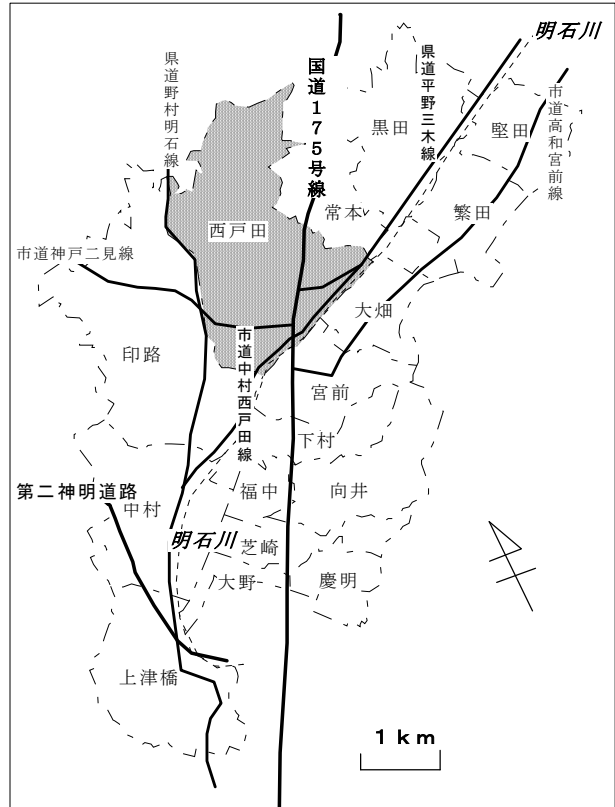 明石川
県道野村明石線
国道175号線
県道平野三木線
黒田
堅田
市道高和宮前線
常本
繁田
西戸田
市道神戸二見線
大畑
印路
市道中村西戸田線
宮前
下村
第二神明道路
中村
福中
向井
明石川
芝崎
大野
慶明
上津橋
1km